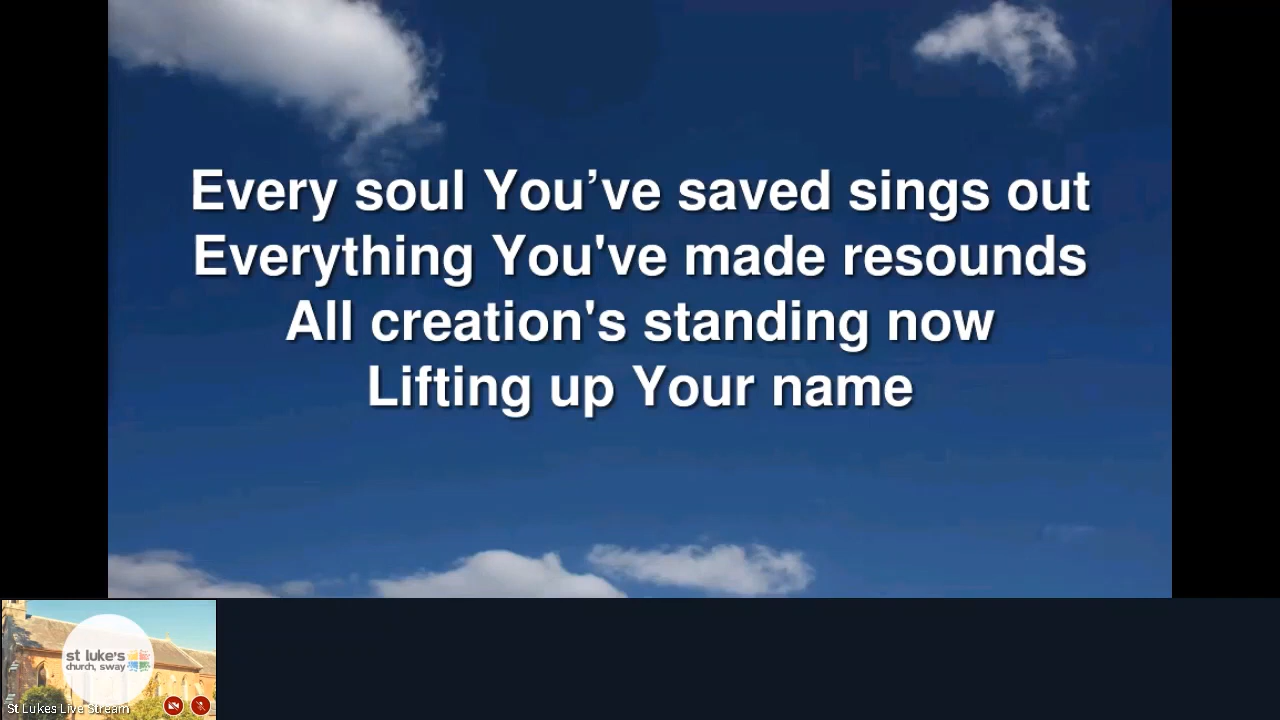 Every soul You’ve saved sings out
Everything You've made resounds
All creation's standing now
Lifting up Your name
st luke's
church, sway
St Lukes Live Stream